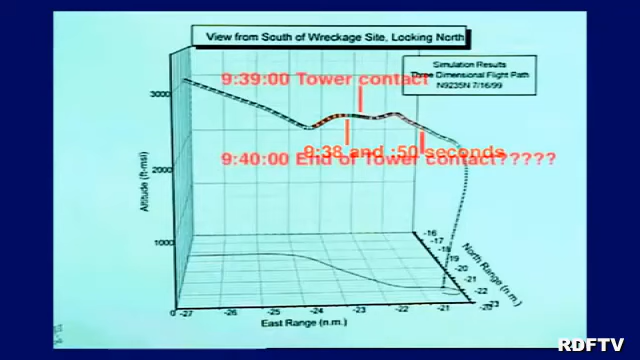 View from South of Wreckage Site, Looking North
Simulation Results
Three Dimensional Flight Path
N9235N 7/16/99
9:39:00 Tower contact
9:38 and :50 seconds
9:40:00 End of Tower contact?????
Altitude (ft-msl)
3000
2000
1000
0
-27
-26
-25
-24
-23
-22
-21
-20
East Range (n.m.)
-16
-17
-18
-19
-20
-21
-22
-23
North Range (n.m.)
RDFTV